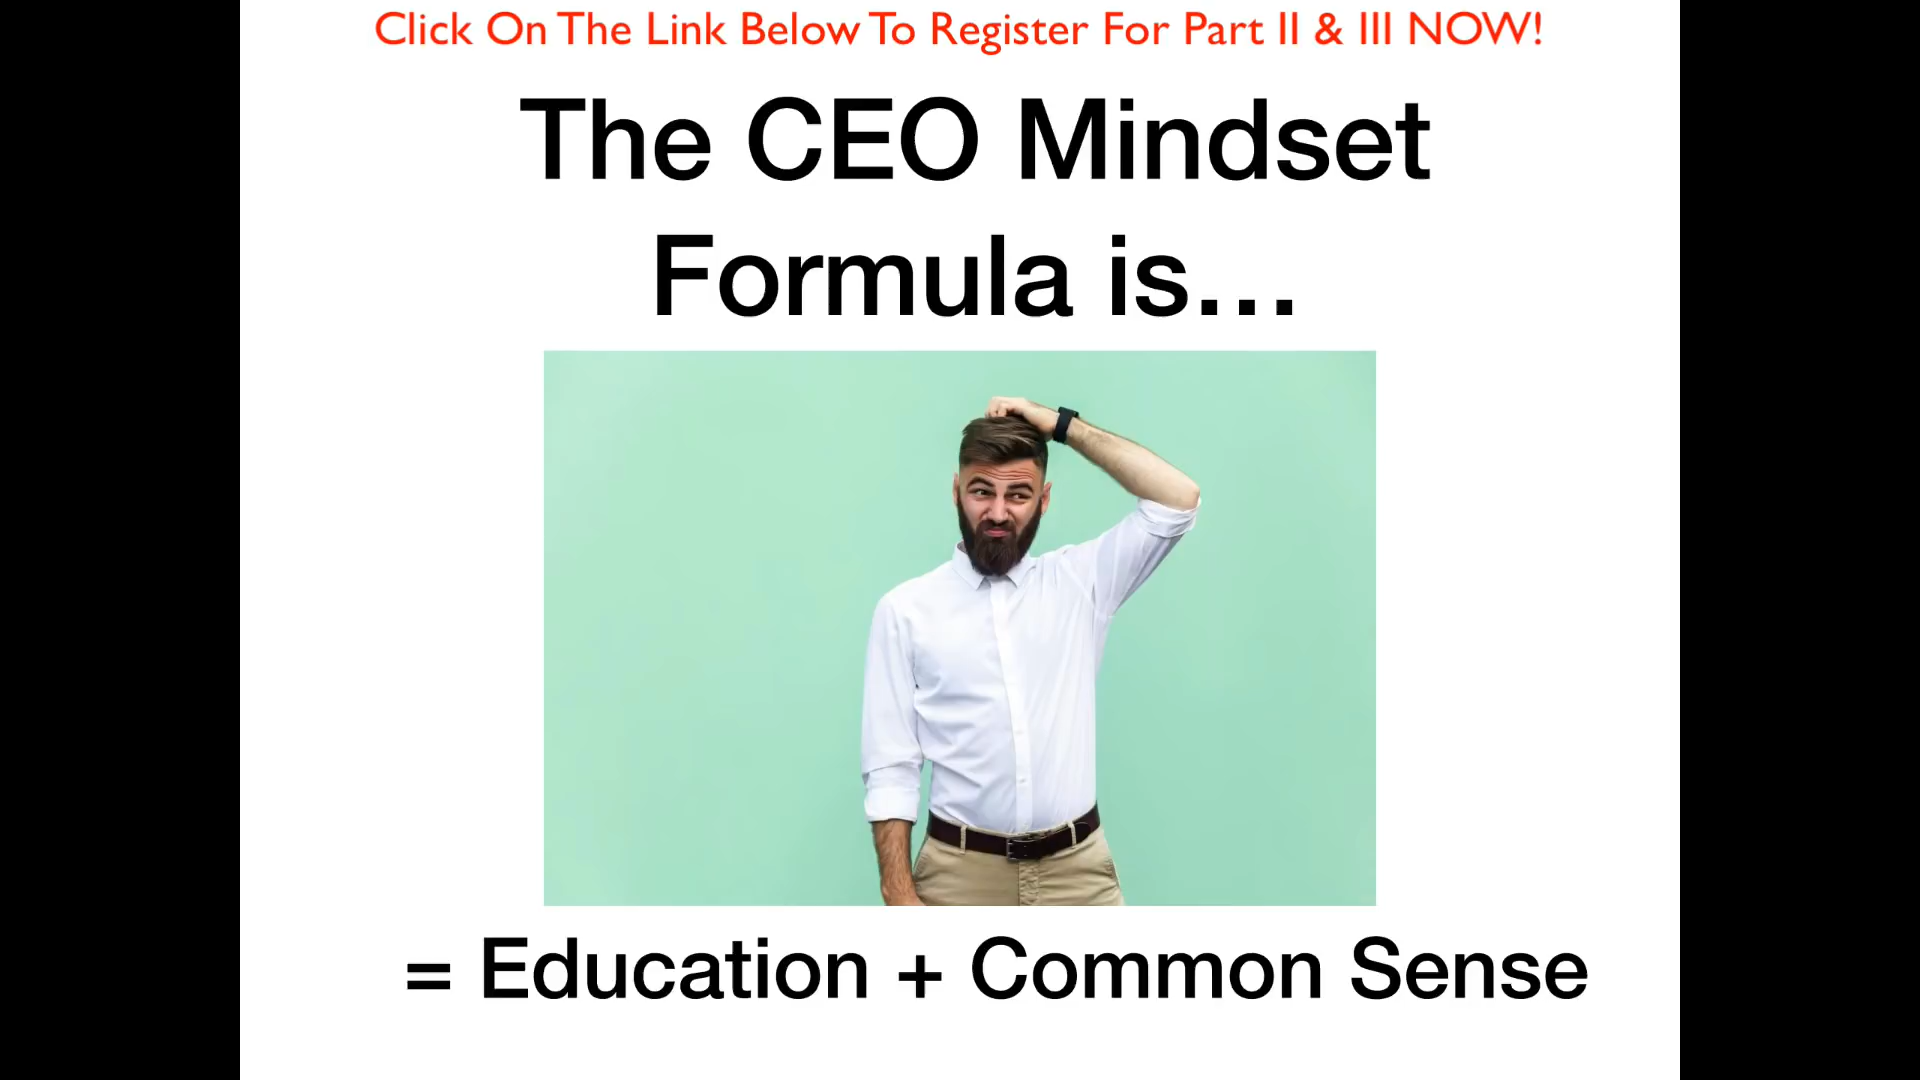 Click On The Link Below To Register For Part II & III NOW!
The CEO Mindset
Formula is...
= Education + Common Sense